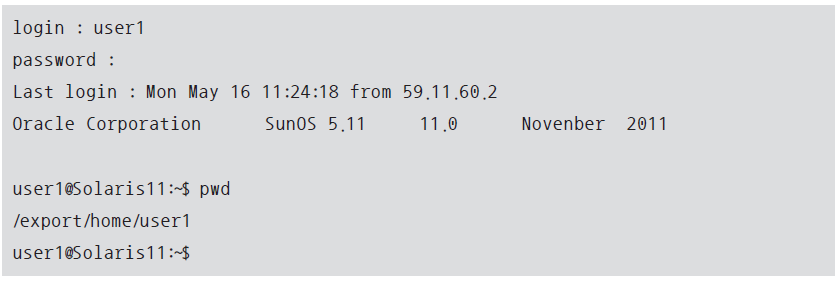 login : user1
password :
Last login : Mon May 16 11:24:18 from 59.11.60.2
Oracle Corporation SunOS 5.11 11.0 Novenber 2011
user1@Solaris11:~$ pwd
/export/home/user1
user1@Solaris11:~$